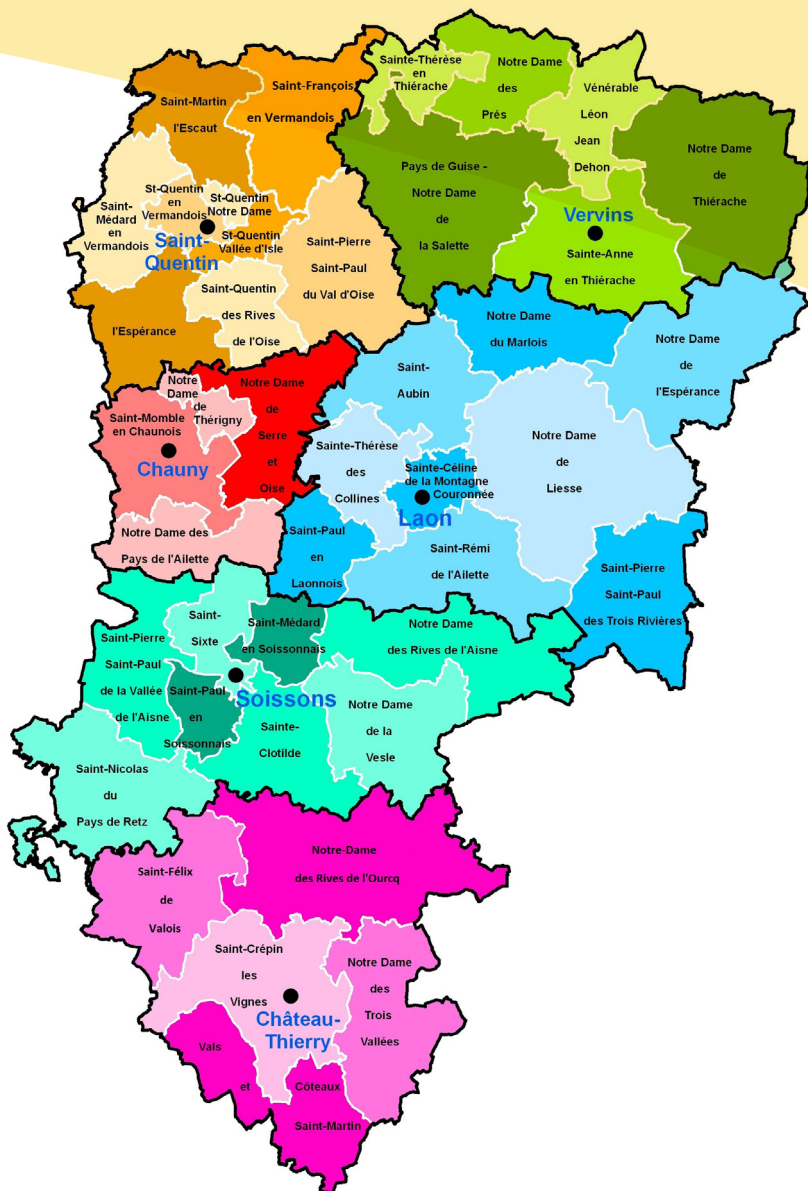 Saint-Martin
l'Escaut
Saint-François
en Vermandois
Sainte-Thérèse
en
Thiérache
Notre Dame
des
Prés
Vénérable
Léon
Jean
Dehon
Notre Dame
de
Thiérache
Pays de Guise -
Notre Dame
de
la Salette
Vervins
Sainte-Anne
en Thiérache
Saint-
Médard
en
Vermandois
St-Quentin
en
Vermandois
St-Quentin
Notre Dame
St-Quentin
Vallée d'Isle
Saint-
Quentin
Saint-Pierre
Saint-Paul
du Val d'Oise
l'Espérance
Saint-Quentin
des Rives
de l'Oise
Notre Dame
du Marlois
Notre Dame
de
l'Espérance
Saint-
Aubin
Notre
Dame
de
Thérigny
Notre Dame
de
Serre
et
Oise
Saint-Momble
en Chaunois
Chauny
Notre Dame des
Pays de l'Ailette
Sainte-Thérèse
des
Collines
Sainte-Céline
de la Montagne
Couronnée
Laon
Notre Dame
de
Liesse
Saint-Paul
en
Laonnois
Saint-Rémi
de l'Ailette
Saint-Pierre
Saint-Paul
des Trois Rivières
Saint-
Sixte
Saint-Médard
en Soissonnais
Notre Dame
des Rives de l'Aisne
Saint-Pierre
Saint-Paul
de la Vallée
de l'Aisne
Saint-Paul
en
Soissonnais
Soissons
Sainte-
Clotilde
Notre Dame
de la
Vesle
Saint-Nicolas
du
Pays de Retz
Notre-Dame
des Rives de l'Ourcq
Saint-Félix
de
Valois
Saint-Crépin
les
Vignes
Château-
Thierry
Notre Dame
des
Trois
Vallées
Vals
et
Côteaux
Saint-Martin